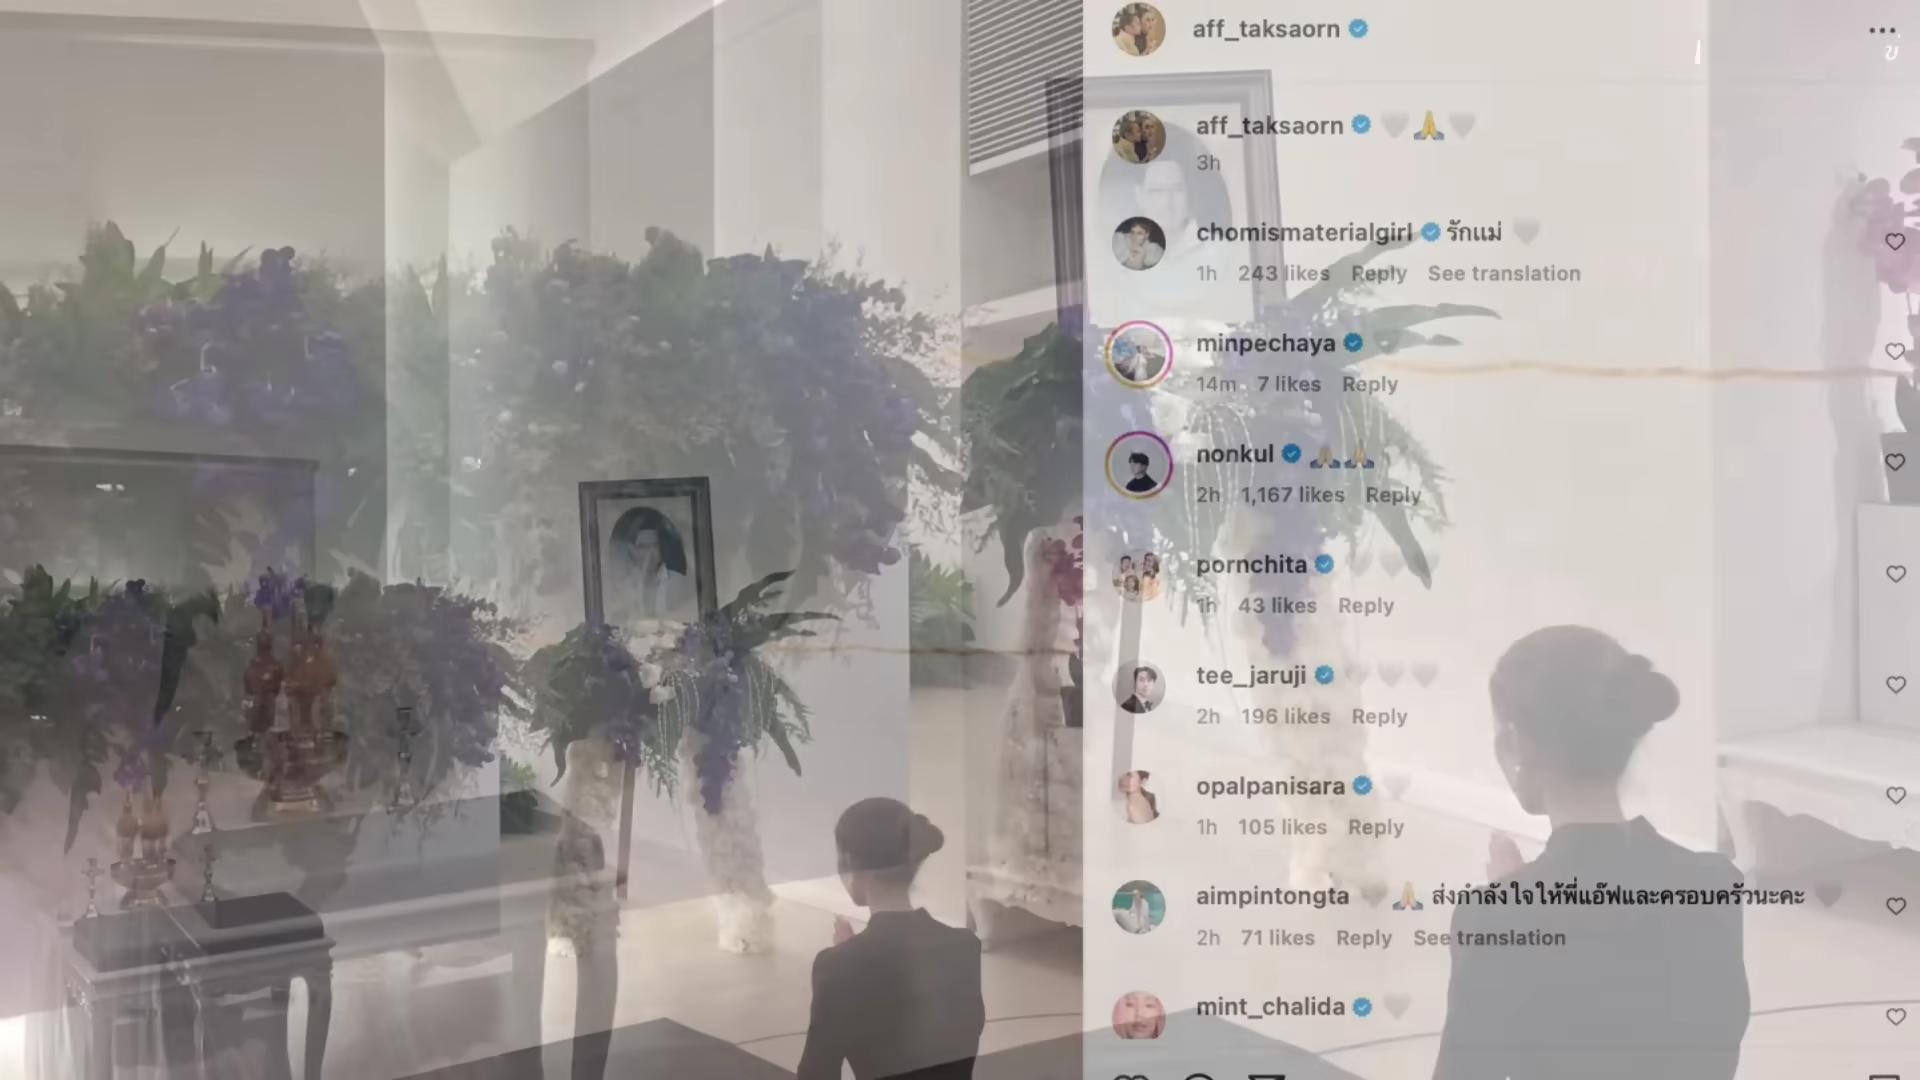 aff_taksaorn
ข
aff_taksaorn 🤍🙏🤍
3h
chomismaterialgirl รักแม่ 🤍
1h 243 likes Reply See translation
minpechaya
14m 7 likes Reply
nonkul 🙏🏼🙏🏼
2h 1,167 likes Reply
pornchita 🤍🤍🤍
1h 43 likes Reply
tee_jaruji 🤍🤍🤍
2h 196 likes Reply
opalpanisara 🤍
1h 105 likes Reply
aimpintongta 🤍🙏🏼 ส่งกำลังใจให้พี่แอ๊ฟและครอบครัวนะคะ 🤍
2h 71 likes Reply See translation
mint_chalida 🤍